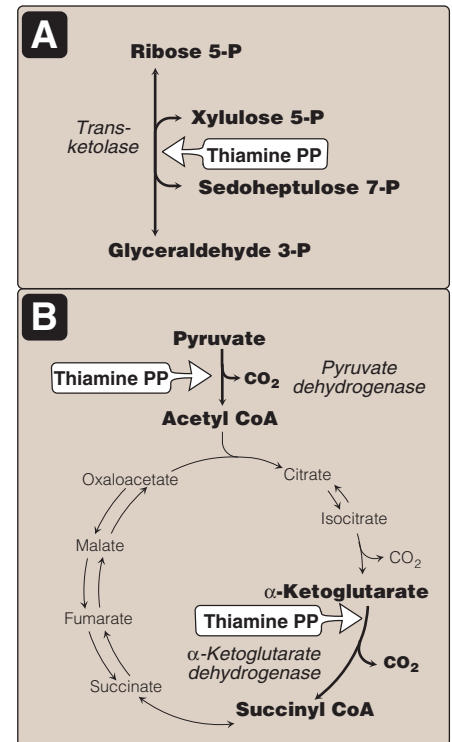 A
Ribose 5-P
Xylulose 5-P
Trans-
ketolase
Thiamine PP
Sedoheptulose 7-P
Glyceraldehyde 3-P
B
Pyruvate
Thiamine PP
CO₂
Pyruvate
dehydrogenase
Acetyl CoA
Oxaloacetate
Citrate
Isocitrate
Malate
CO₂
α-Ketoglutarate
Thiamine PP
Fumarate
α-Ketoglutarate
dehydrogenase
CO₂
Succinate
Succinyl CoA